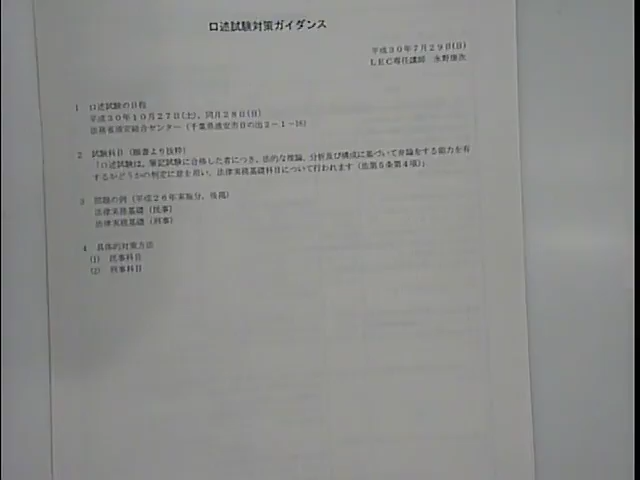 口述試験対策ガイダンス
平成30年7月29日(日)
LEC専任講師
1 口述試験の日程
平成30年10月27日(土)、同月28日(日)
法務省浦安総合センター（千葉県浦安市日の出2－1－16）
2 試験科目（願書より抜粋）
「口述試験は、筆記試験に合格した者につき、法的な推論、分析及び構成に基づいて弁論をする能力を有
するかどうかの判定に意を用い、法律実務基礎科目について行われます（法第5条第4項）」
3 問題の例（平成26年実施分、後掲）
法律実務基礎（民事）
法律実務基礎（刑事）
4 具体的対策方法
(1) 民事科目
(2) 刑事科目